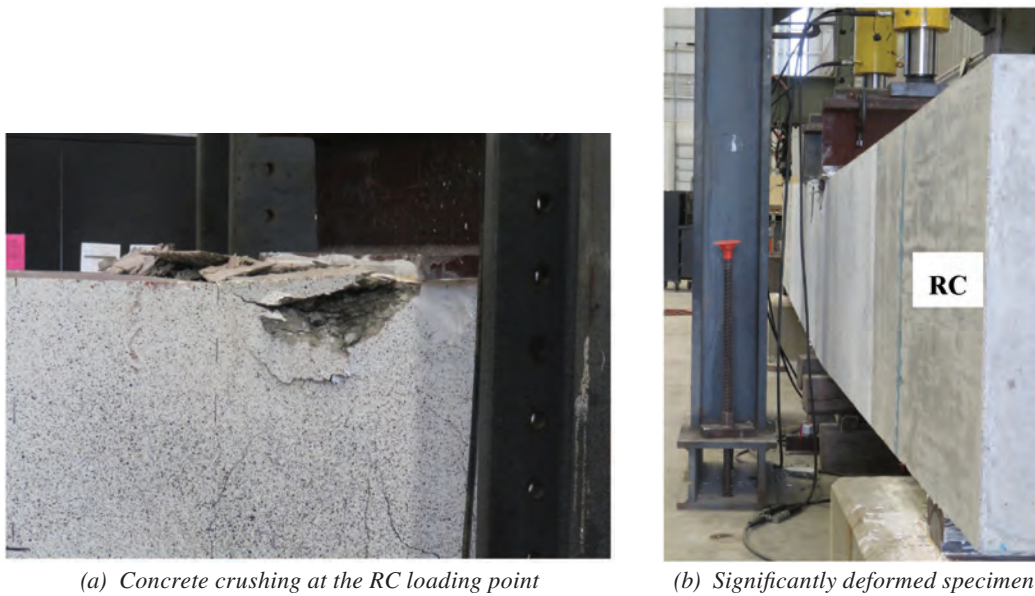 RC
(a) Concrete crushing at the RC loading point
(b) Significantly deformed specimen